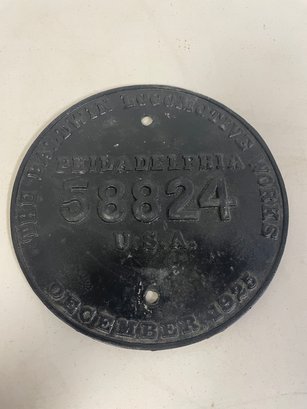 THE BALDWIN LOCOMOTIVE WORKS
PHILADELPHIA
58824
U.S.A.
DECEMBER, 1925